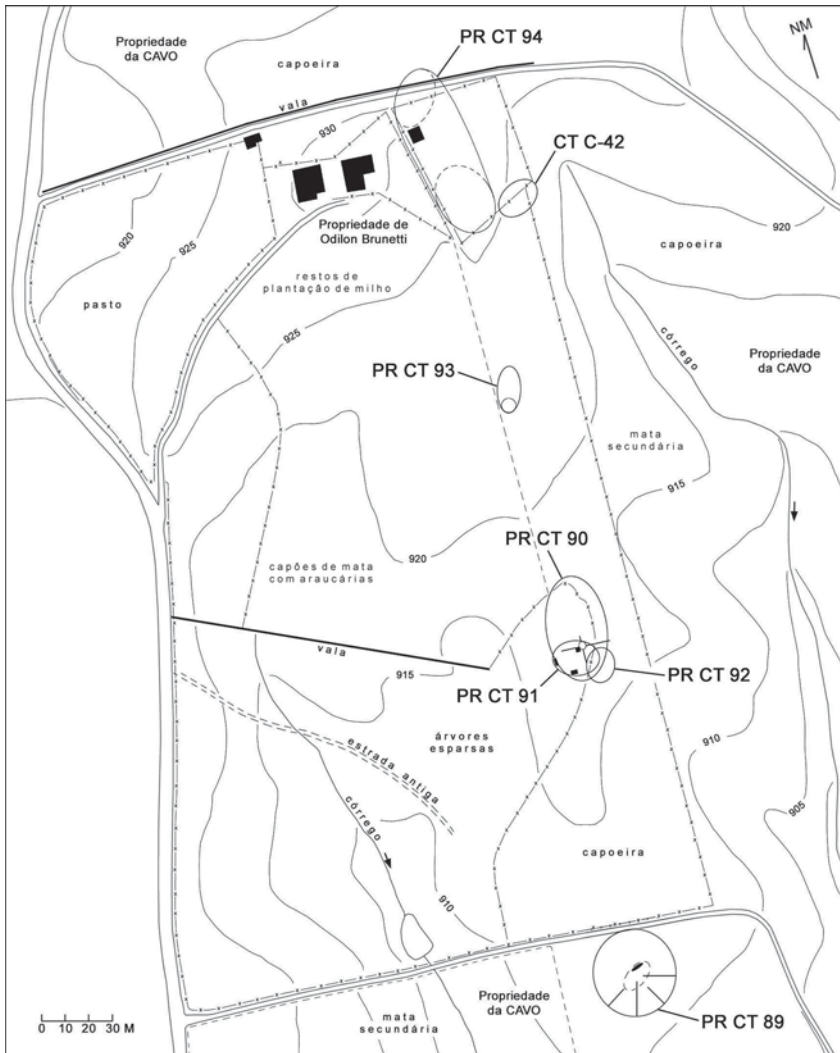 PR CT 94
NM
Propriedade
da CAVO
capoeira
vala
930
CT C-42
920
925
920
Propriedade de
Odilon Brunetti
capoeira
restos de
plantação de milho
pasto
925
córrego
Propriedade
da CAVO
PR CT 93
mata
secundária
915
PR CT 90
920
capões de mata
com araucárias
vala
915
PR CT 91
PR CT 92
árvores
esparsas
910
estrada antiga
905
córrego
capoeira
910
Propriedade
da CAVO
mata
secundária
0 10 20 30 M
PR CT 89